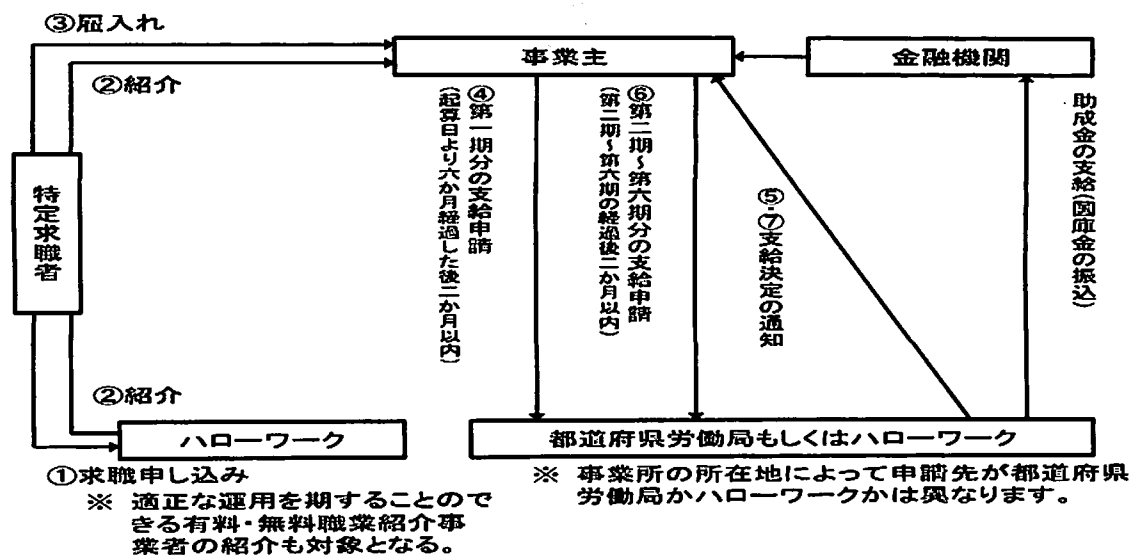 ③雇入れ
事業主
金融機関
②紹介
④第一期分の支給申請
(起算日より六か月経過した後二か月以内)
⑥第二期~第六期分の支給申請
(第二期~第六期の経過後二か月以内)
⑤・⑦支給決定の通知
助成金の支給(国庫金の振込)
特定求職者
②紹介
ハローワーク
都道府県労働局もしくはハローワーク
①求職申し込み
※ 適正な運用を期することので
きる有料・無料職業紹介事
業者の紹介も対象となる。
※ 事業所の所在地によって申請先が都道府県
労働局かハローワークかは異なります。